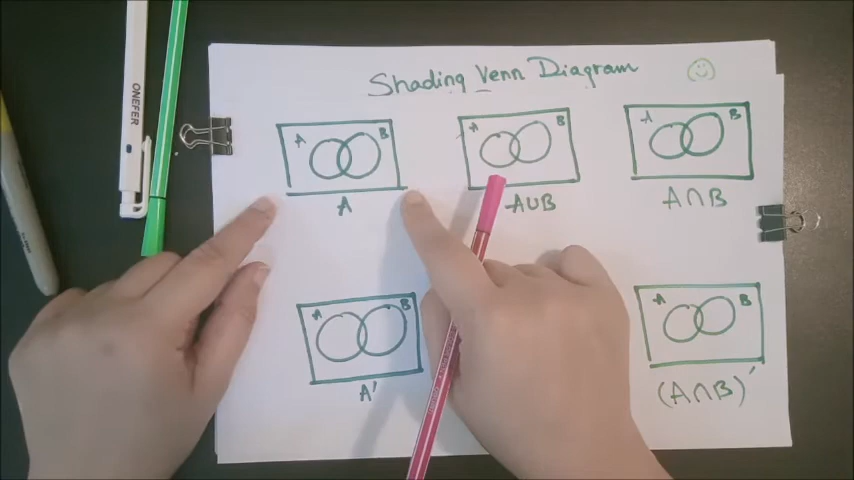 Shading Venn Diagram
A B
A
A B
A∪B
A B
A∩B
A B
A'
A B
(A∩B)'
ONEFER